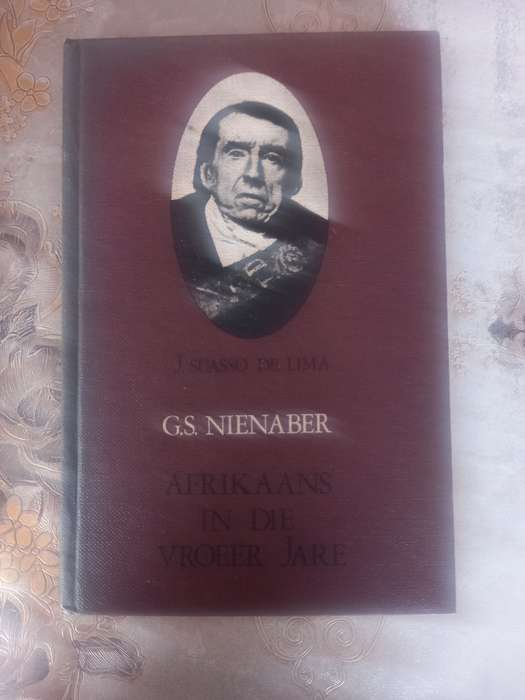 J. SUASSO DE LIMA
G.S. NIENABER
AFRIKAANS
IN DIE
VROEËR JARE